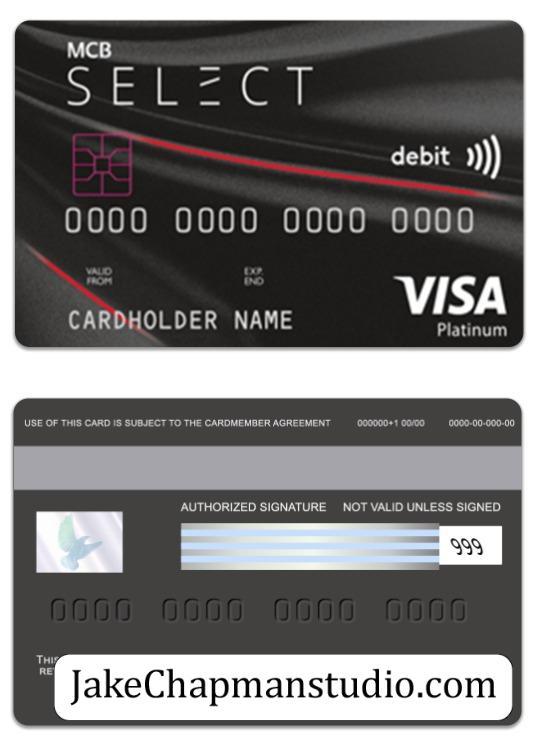 MCB
SELECT
debit
0000 0000 0000 0000
VALID
FROM
EXP.
END
CARDHOLDER NAME
VISA
Platinum
USE OF THIS CARD IS SUBJECT TO THE CARDMEMBER AGREEMENT 000000+1 00/00 0000-00-000-00
AUTHORIZED SIGNATURE NOT VALID UNLESS SIGNED
999
0000 0000 0000 0000
JakeChapmanstudio.com